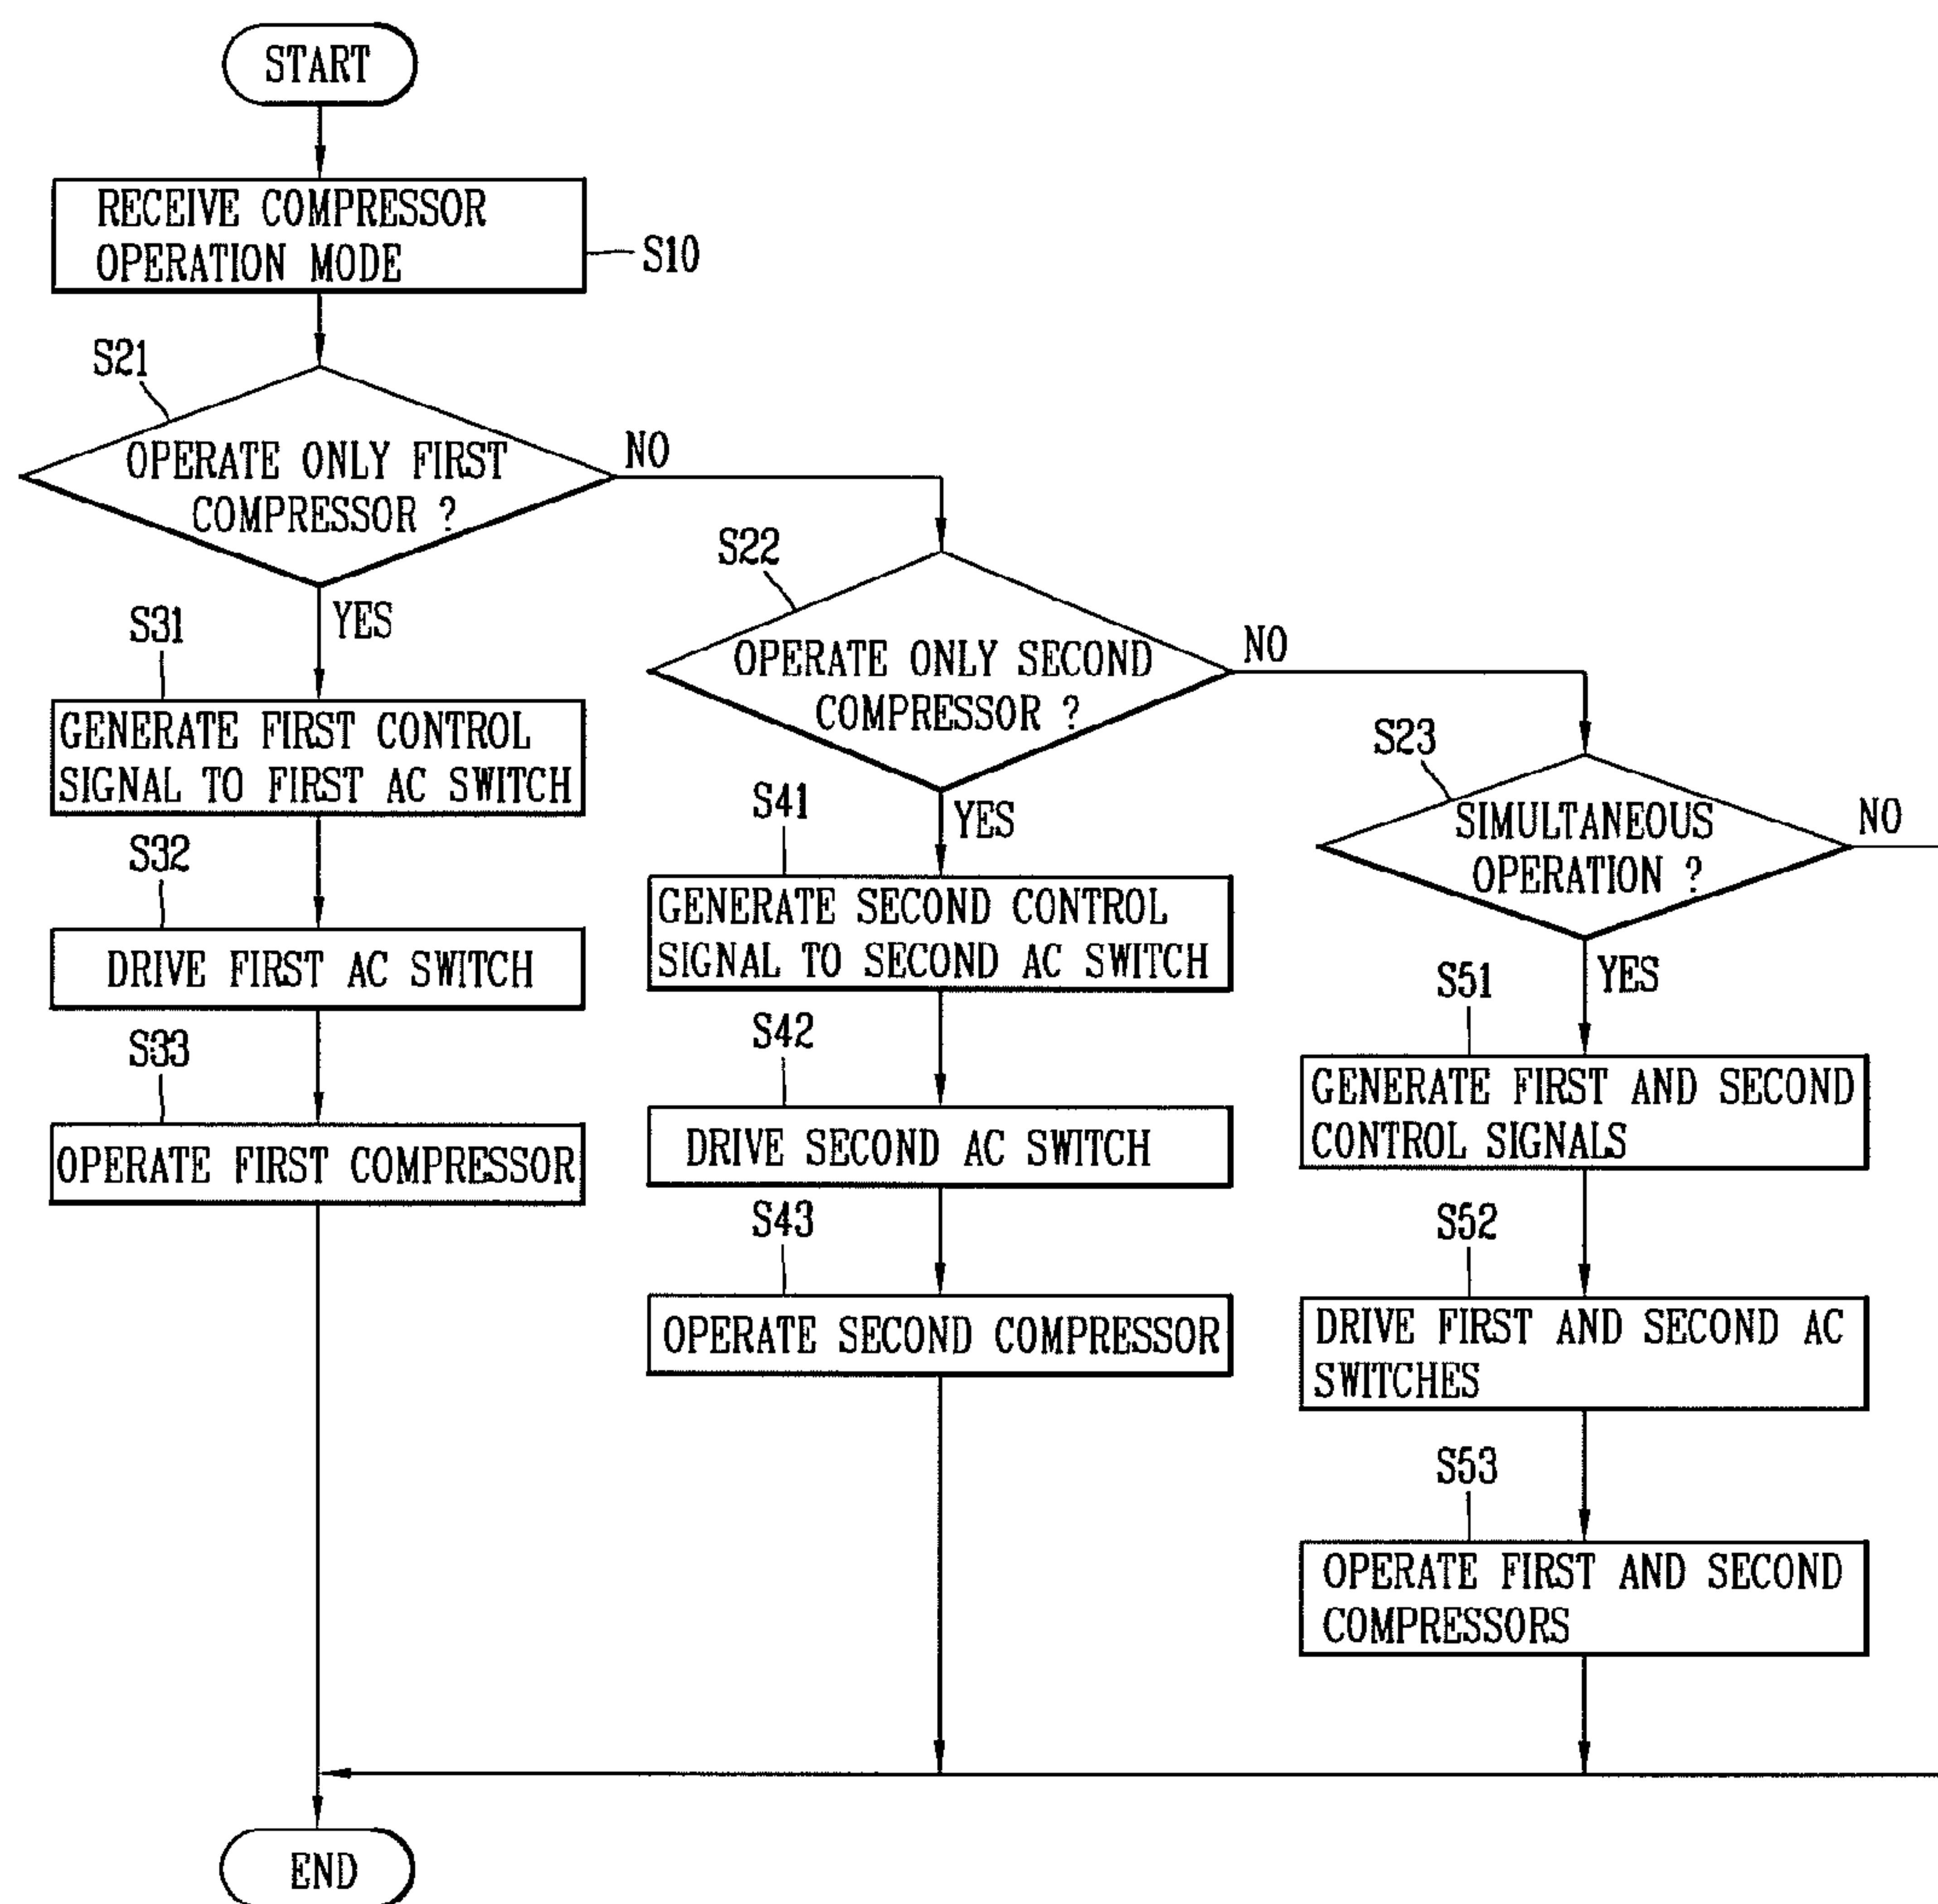 START
RECEIVE COMPRESSOR
OPERATION MODE
S10
S21
OPERATE ONLY FIRST
COMPRESSOR ?
NO
YES
S31
GENERATE FIRST CONTROL
SIGNAL TO FIRST AC SWITCH
S32
DRIVE FIRST AC SWITCH
S33
OPERATE FIRST COMPRESSOR
S22
OPERATE ONLY SECOND
COMPRESSOR ?
NO
YES
S41
GENERATE SECOND CONTROL
SIGNAL TO SECOND AC SWITCH
S42
DRIVE SECOND AC SWITCH
S43
OPERATE SECOND COMPRESSOR
S23
SIMULTANEOUS
OPERATION ?
NO
YES
S51
GENERATE FIRST AND SECOND
CONTROL SIGNALS
S52
DRIVE FIRST AND SECOND AC
SWITCHES
S53
OPERATE FIRST AND SECOND
COMPRESSORS
END